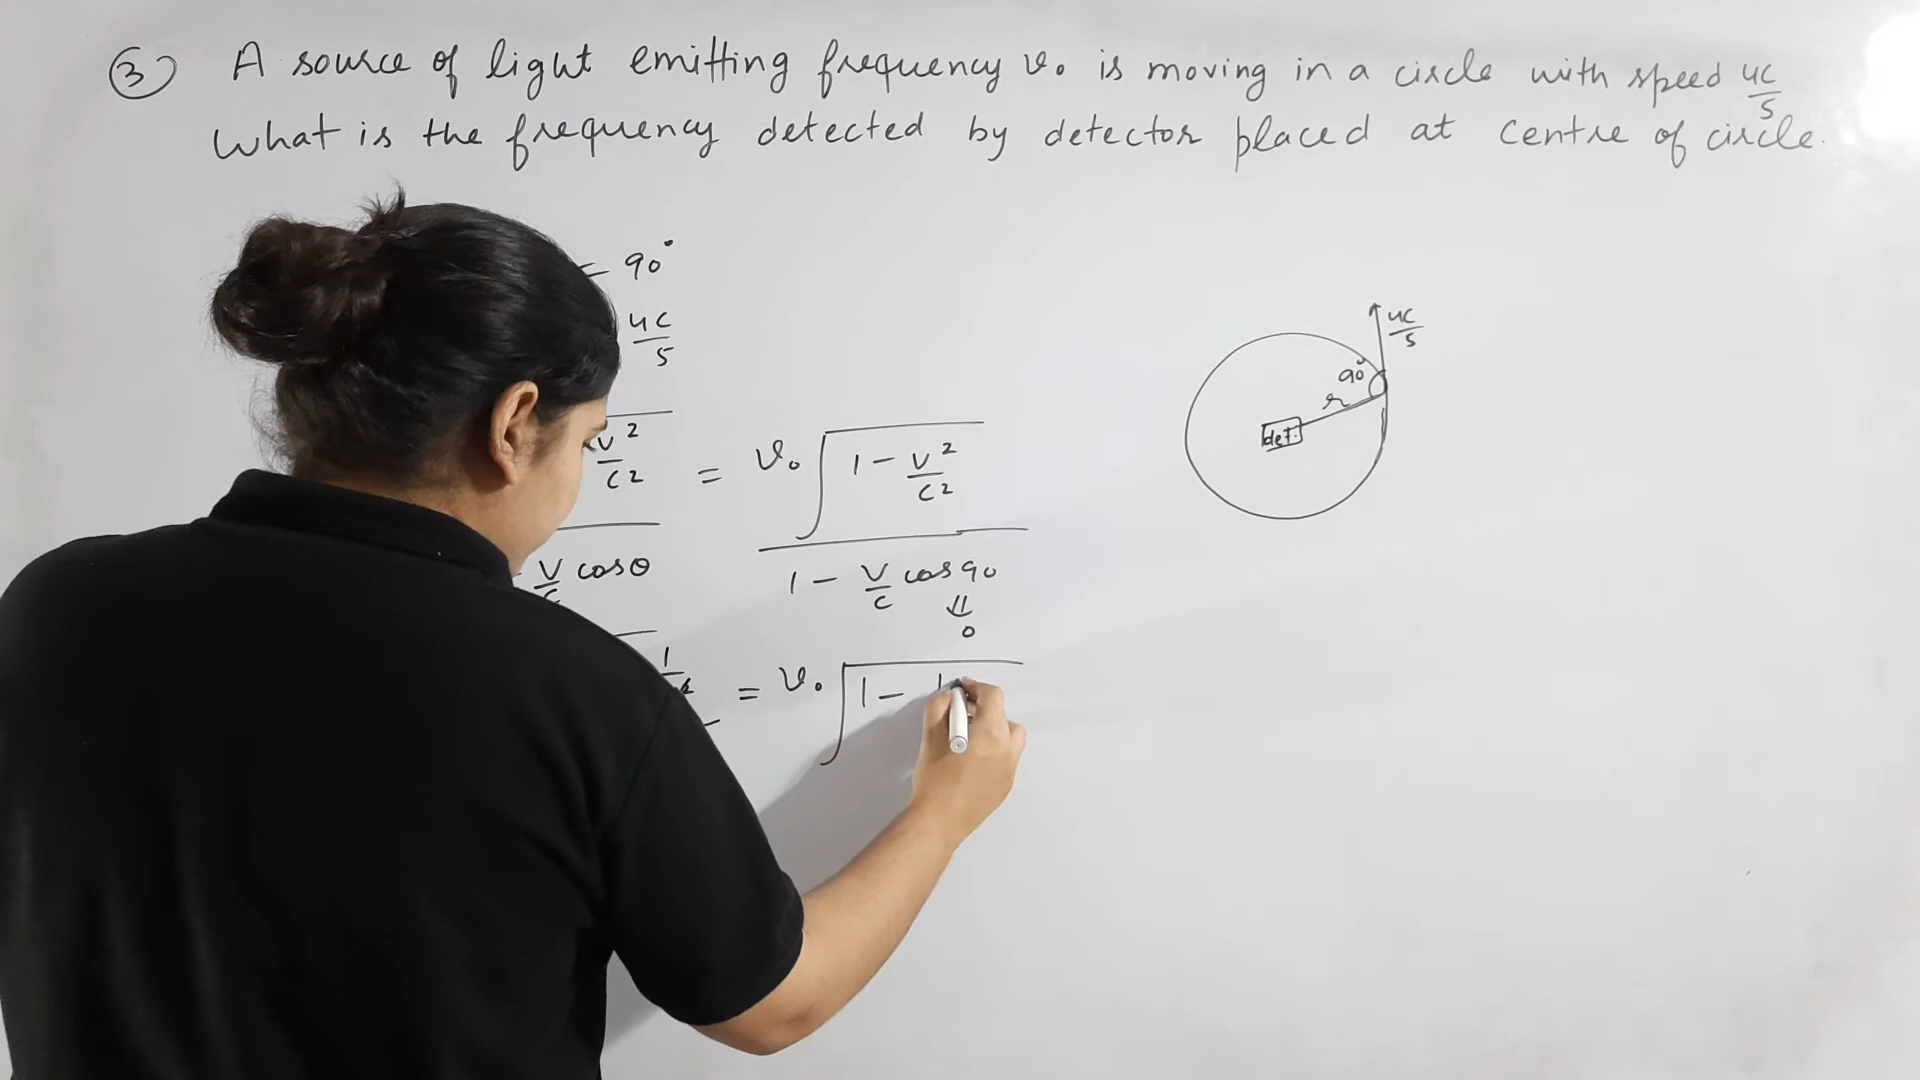 ③ A source of light emitting frequency ν₀ is moving in a circle with speed 4c/5
What is the frequency detected by detector placed at centre of circle.
= 90°
4c/5
4c/5
90°
r
det.
v²/c² = ν₀ √(1 - v²/c²)
v/c cosθ
1 - v/c cos 90
⇓
0
= ν₀ √(1 -